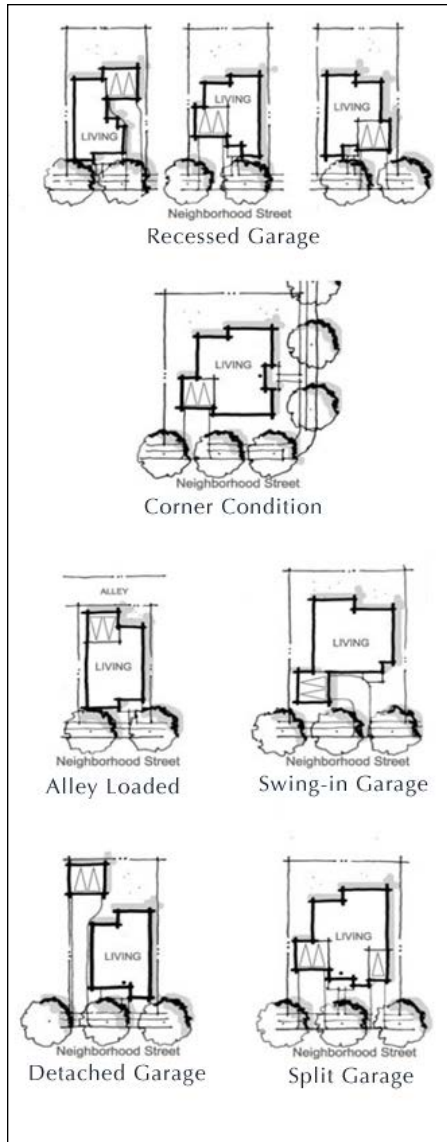 LIVING
LIVING
LIVING
Neighborhood Street
Recessed Garage
LIVING
Neighborhood Street
Corner Condition
ALLEY
LIVING
LIVING
Neighborhood Street
Neighborhood Street
Alley Loaded
Swing-in Garage
LIVING
LIVING
Neighborhood Street
Neighborhood Street
Detached Garage
Split Garage